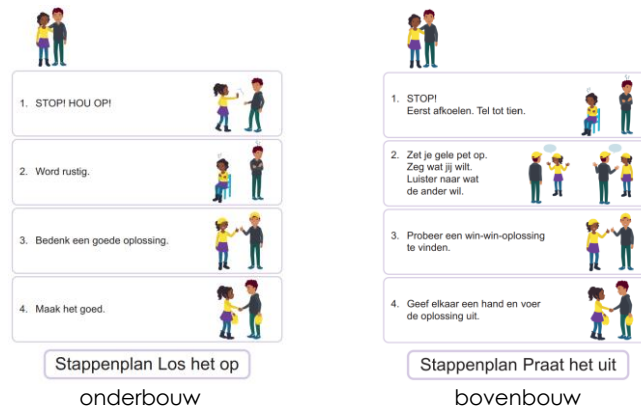 1. STOP! HOU OP!
2. Word rustig.
3. Bedenk een goede oplossing.
4. Maak het goed.
Stappenplan Los het op
onderbouw
1. STOP!
Eerst afkoelen. Tel tot tien.
2. Zet je gele pet op.
Zeg wat jij wilt.
Luister naar wat
de ander wil.
3. Probeer een win-win-oplossing
te vinden.
4. Geef elkaar een hand en voer
de oplossing uit.
Stappenplan Praat het uit
bovenbouw